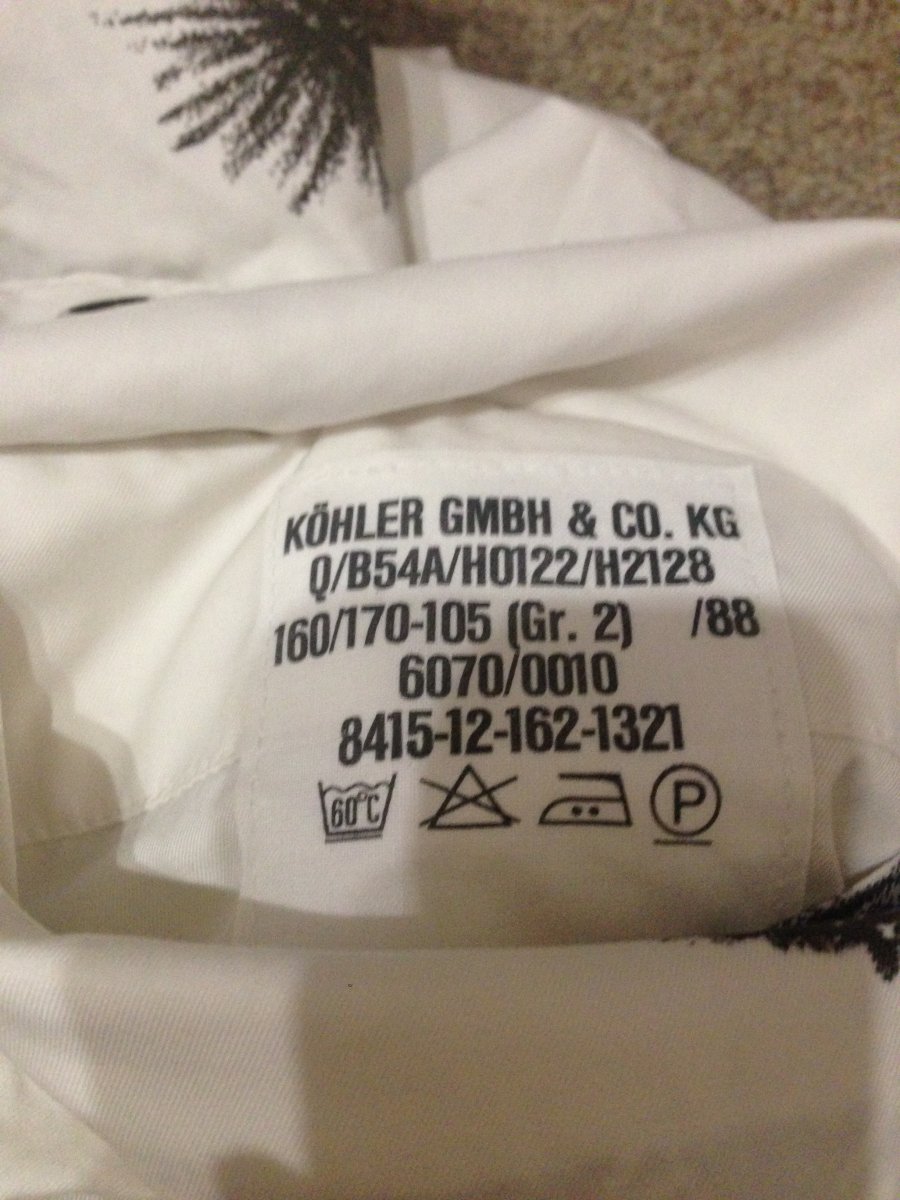 KÖHLER GMBH & CO. KG
Q/B54A/H0122/H2128
160/170-105 (Gr. 2) /88
6070/0010
8415-12-162-1321
60°C P